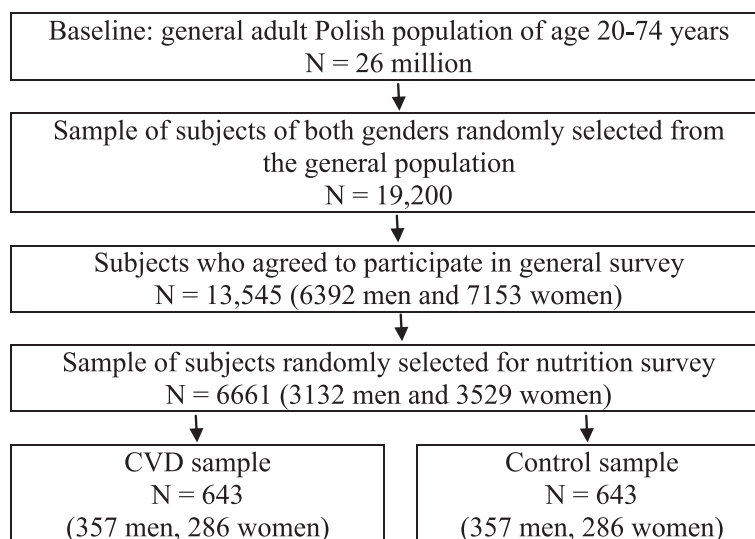 Baseline: general adult Polish population of age 20-74 years
N = 26 million
Sample of subjects of both genders randomly selected from
the general population
N = 19,200
Subjects who agreed to participate in general survey
N = 13,545 (6392 men and 7153 women)
Sample of subjects randomly selected for nutrition survey
N = 6661 (3132 men and 3529 women)
CVD sample
N = 643
(357 men, 286 women)
Control sample
N = 643
(357 men, 286 women)